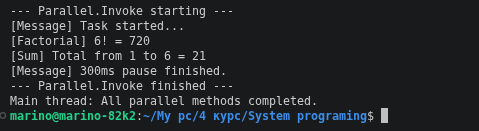 --- Parallel.Invoke starting ---
[Message] Task started...
[Factorial] 6! = 720
[Sum] Total from 1 to 6 = 21
[Message] 300ms pause finished.
--- Parallel.Invoke finished ---
Main thread: All parallel methods completed.
marino@marino-82k2:~/My pc/4 курс/System programing$